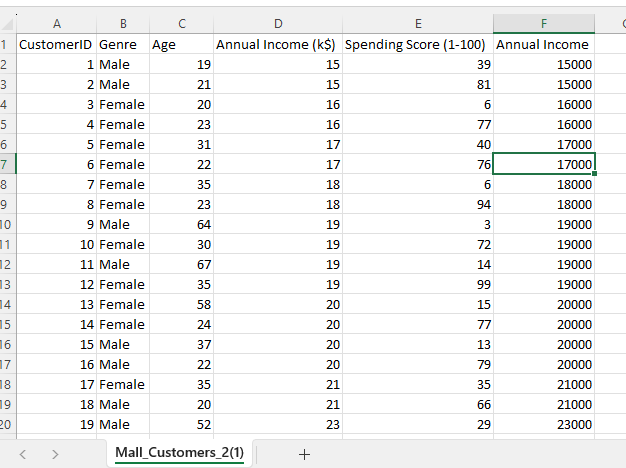 A B C D E F
1 CustomerID Genre Age Annual Income (k$) Spending Score (1-100) Annual Income
2 1 Male 19 15 39 15000
3 2 Male 21 15 81 15000
4 3 Female 20 16 6 16000
5 4 Female 23 16 77 16000
6 5 Female 31 17 40 17000
7 6 Female 22 17 76 17000
8 7 Female 35 18 6 18000
9 8 Female 23 18 94 18000
10 9 Male 64 19 3 19000
11 10 Female 30 19 72 19000
12 11 Male 67 19 14 19000
13 12 Female 35 19 99 19000
14 13 Female 58 20 15 20000
15 14 Female 24 20 77 20000
16 15 Male 37 20 13 20000
17 16 Male 22 20 79 20000
18 17 Female 35 21 35 21000
19 18 Male 20 21 66 21000
20 19 Male 52 23 29 23000
Mall_Customers_2(1)